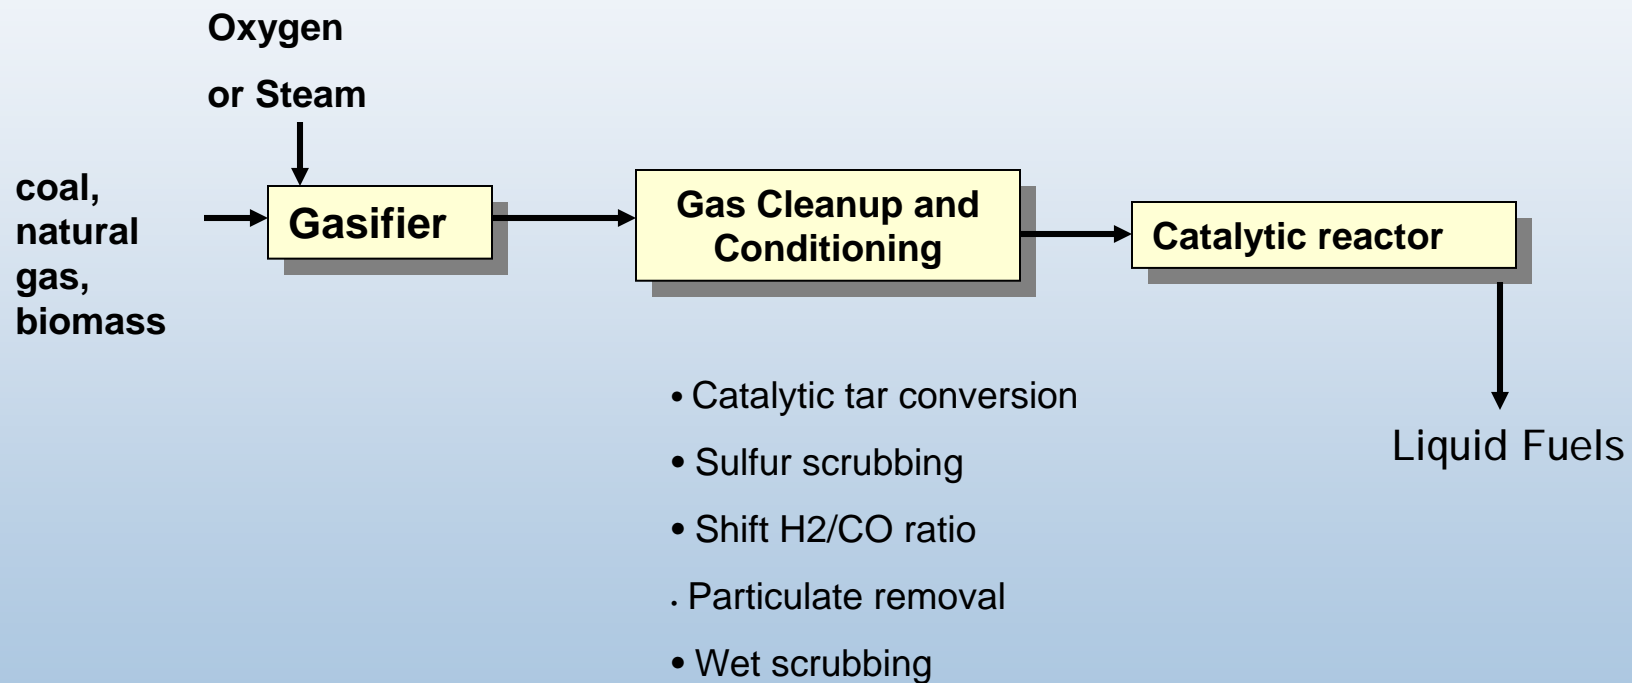 Oxygen
or Steam
coal,
natural
gas,
biomass
Gasifier
Gas Cleanup and
Conditioning
Catalytic reactor
• Catalytic tar conversion
• Sulfur scrubbing
• Shift H2/CO ratio
• Particulate removal
• Wet scrubbing
Liquid Fuels